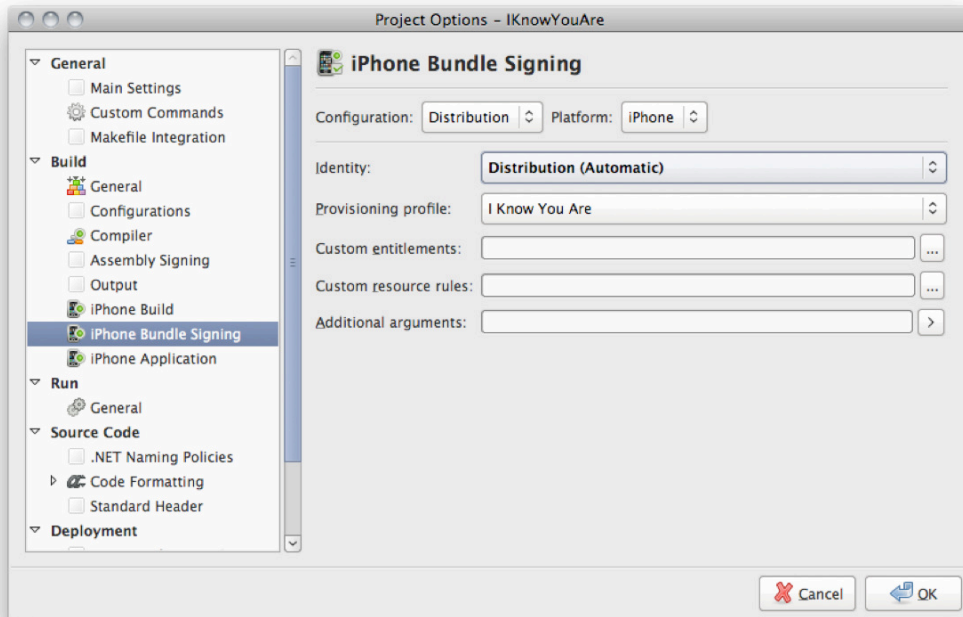 Project Options – IKnowYouAre
General
Main Settings
Custom Commands
Makefile Integration
Build
General
Configurations
Compiler
Assembly Signing
Output
iPhone Build
iPhone Bundle Signing
iPhone Application
Run
General
Source Code
.NET Naming Policies
Code Formatting
Standard Header
Deployment
iPhone Bundle Signing
Configuration: Distribution Platform: iPhone
Identity: Distribution (Automatic)
Provisioning profile: I Know You Are
Custom entitlements: ...
Custom resource rules: ...
Additional arguments: >
Cancel OK